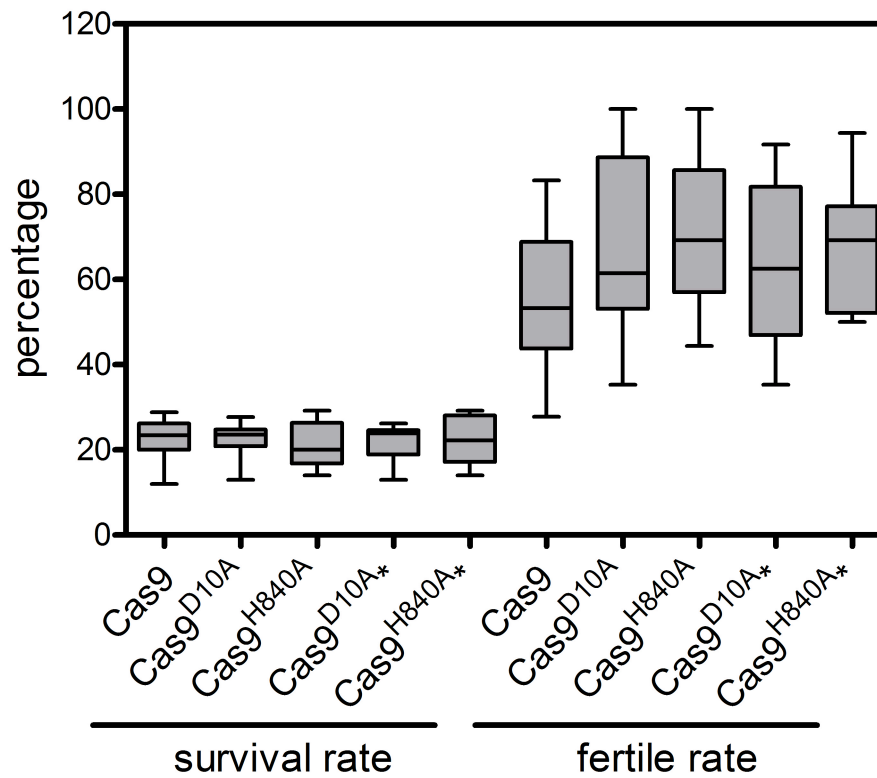 percentage
120
100
80
60
40
20
0
Cas9
Cas9D10A
Cas9H840A
Cas9D10A*
Cas9H840A*
Cas9
Cas9D10A
Cas9H840A
Cas9D10A*
Cas9H840A*
survival rate
fertile rate